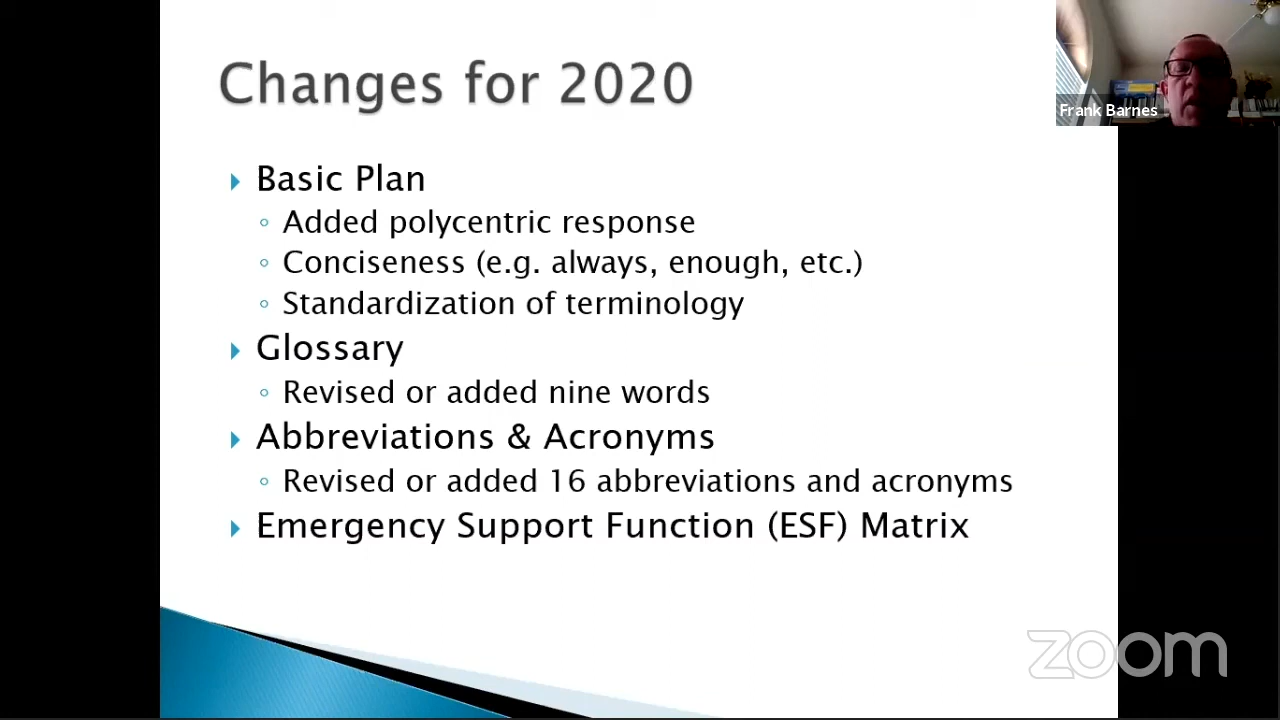 Changes for 2020
Frank Barnes
Basic Plan
Added polycentric response
Conciseness (e.g. always, enough, etc.)
Standardization of terminology
Glossary
Revised or added nine words
Abbreviations & Acronyms
Revised or added 16 abbreviations and acronyms
Emergency Support Function (ESF) Matrix
zoom